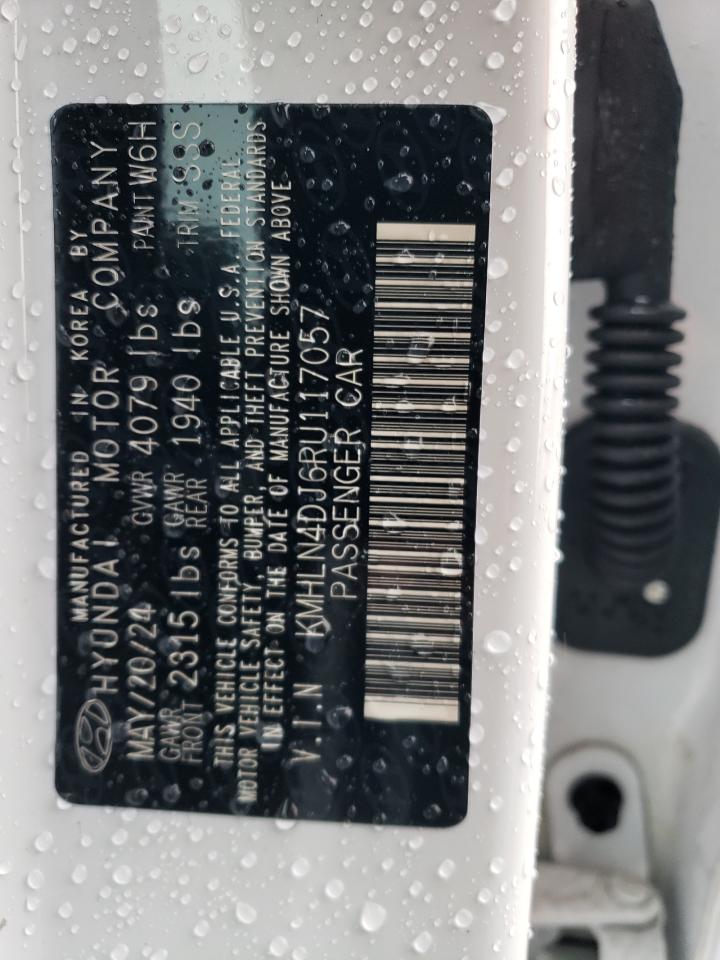 MANUFACTURED IN KOREA BY
HYUNDAI MOTOR COMPANY
MAY/20/24 GVWR 4079 lbs PAINT W6H
GAWR FRONT 2315 lbs GAWR REAR 1940 lbs TRIM SSS
THIS VEHICLE CONFORMS TO ALL APPLICABLE U.S.A. FEDERAL
MOTOR VEHICLE SAFETY, BUMPER, AND THEFT PREVENTION STANDARDS
IN EFFECT ON THE DATE OF MANUFACTURE SHOWN ABOVE
V.I.N KMHLN4DJ6RU117057
PASSENGER CAR